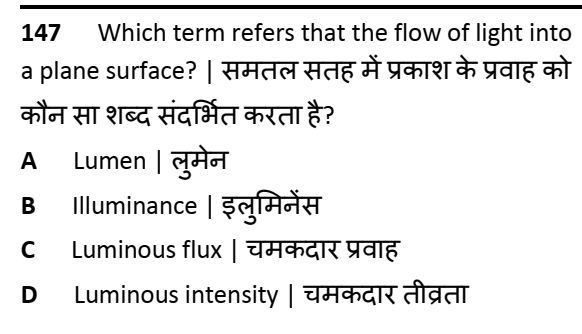 147 Which term refers that the flow of light into
a plane surface? | समतल सतह में प्रकाश के प्रवाह को
कौन सा शब्द संदर्भित करता है?
A Lumen | लुमेन
B Illuminance | इलुमिनेंस
C Luminous flux | चमकदार प्रवाह
D Luminous intensity | चमकदार तीव्रता